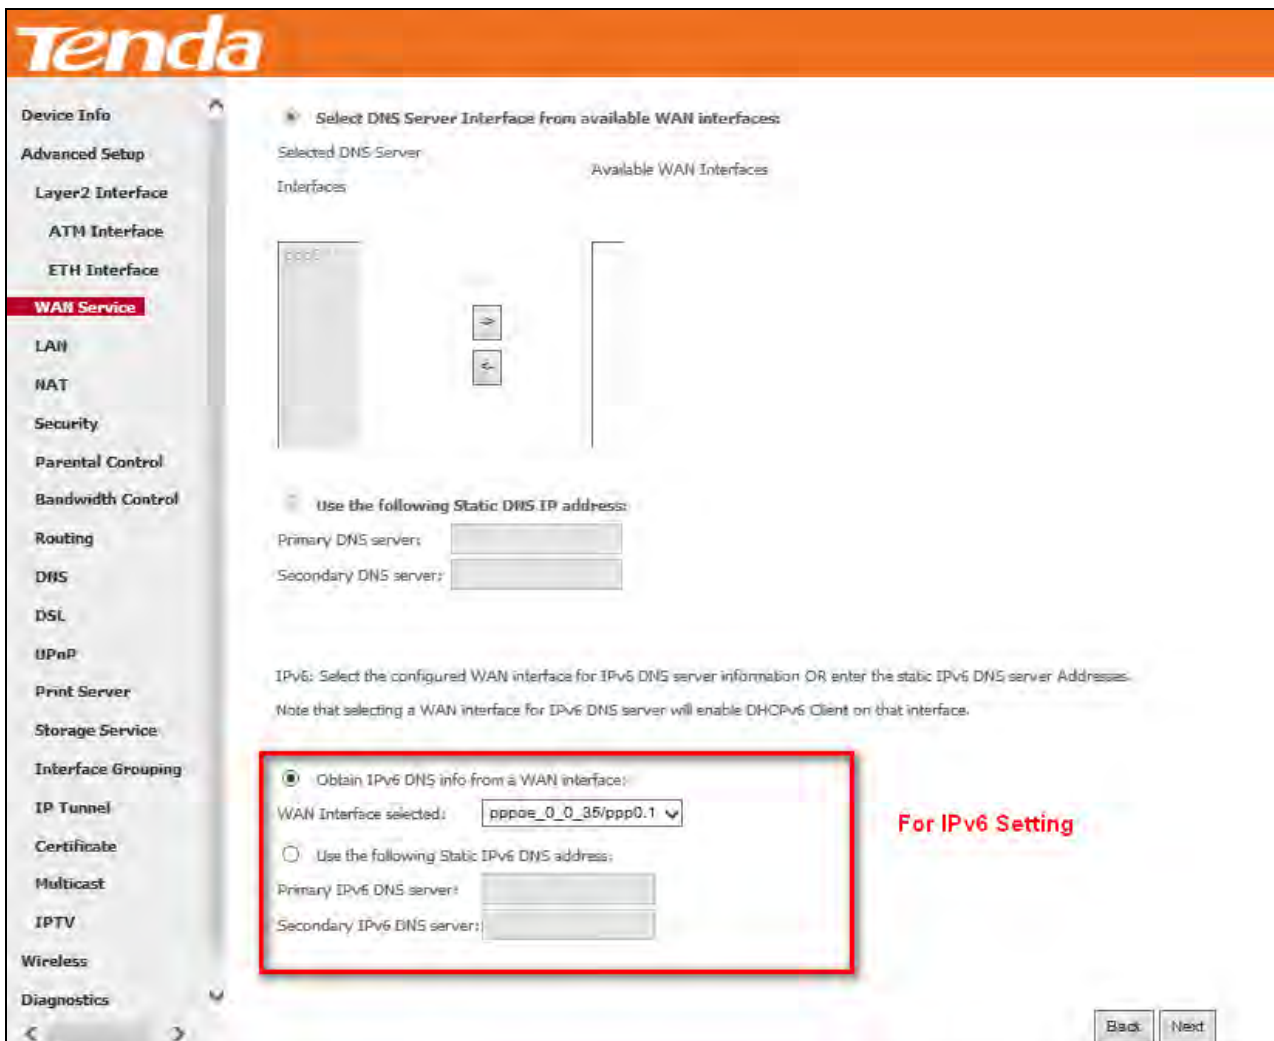 Tenda
Device Info
Advanced Setup
Layer2 Interface
ATM Interface
ETH Interface
WAN Service
LAN
NAT
Security
Parental Control
Bandwidth Control
Routing
DNS
DSL
UPnP
Print Server
Storage Service
Interface Grouping
IP Tunnel
Certificate
Multicast
IPTV
Wireless
Diagnostics
Select DNS Server Interface from available WAN interfaces:
Selected DNS Server
Interfaces
Available WAN Interfaces
->
<-
Use the following Static DNS IP address:
Primary DNS server:
Secondary DNS server:
IPv6: Select the configured WAN interface for IPv6 DNS server information OR enter the static IPv6 DNS server Addresses.
Note that selecting a WAN interface for IPv6 DNS server will enable DHCPv6 Client on that interface.
Obtain IPv6 DNS info from a WAN interface:
WAN Interface selected: pppoe_0_0_35/ppp0.1
Use the following Static IPv6 DNS address:
Primary IPv6 DNS server:
Secondary IPv6 DNS server:
For IPv6 Setting
Back Next